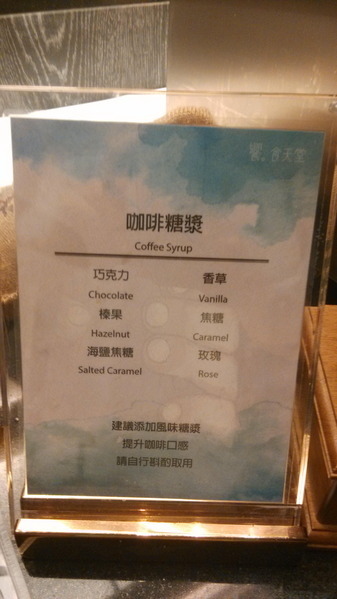 饗食天堂
咖啡糖漿
Coffee Syrup
巧克力 香草
Chocolate Vanilla
榛果 焦糖
Hazelnut Caramel
海鹽焦糖 玫瑰
Salted Caramel Rose
建議添加風味糖漿
提升咖啡口感
請自行斟酌取用